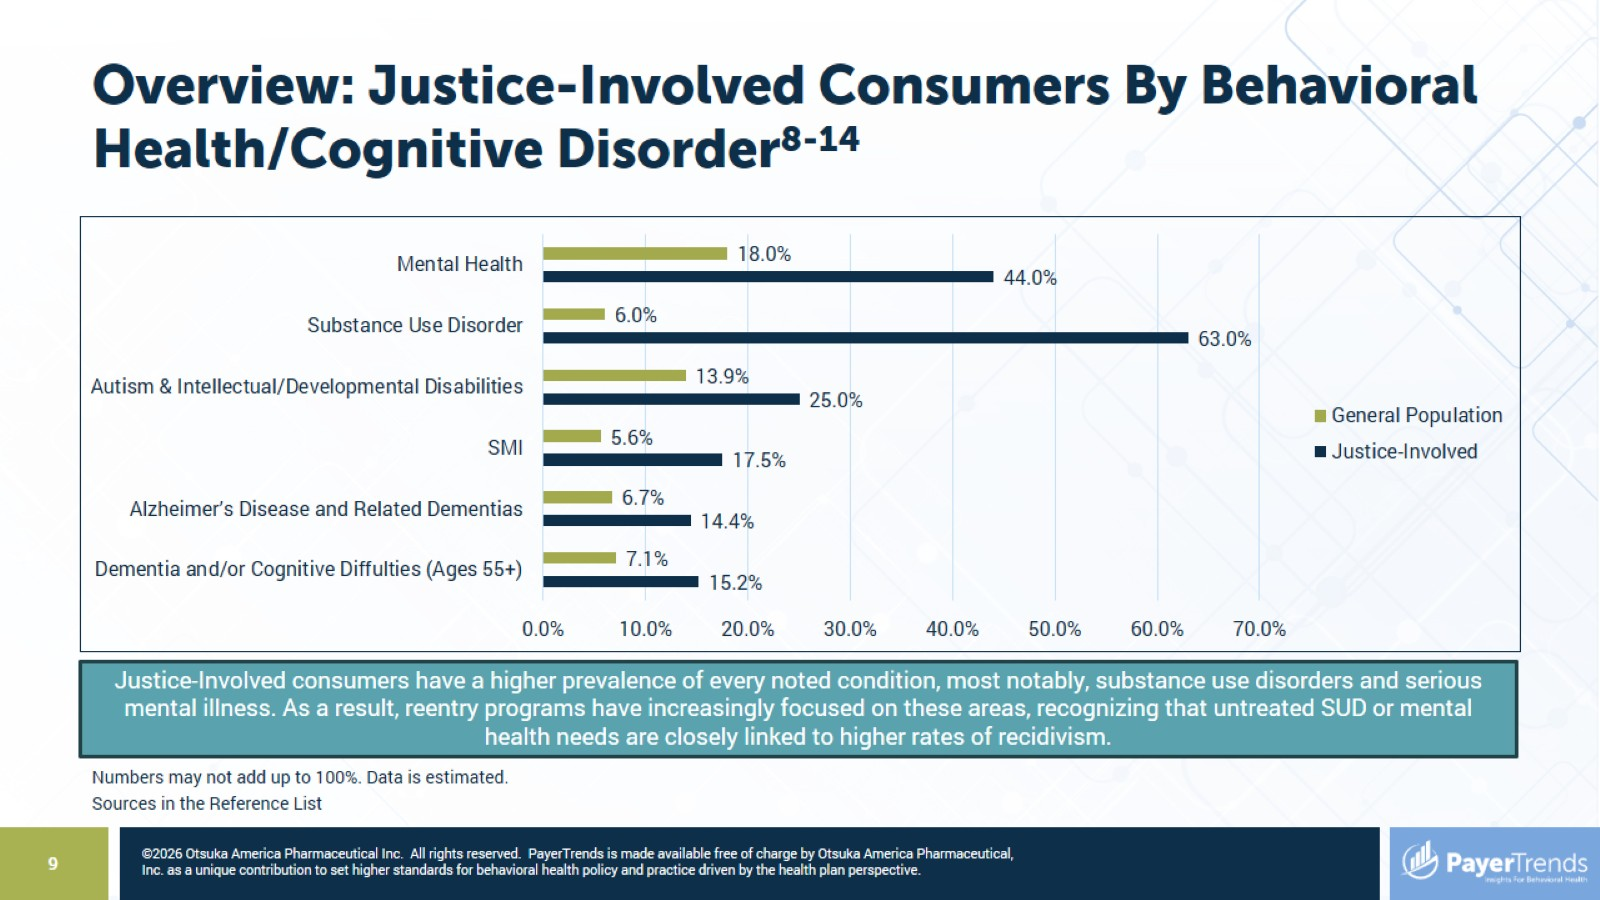 Overview: Justice-Involved Consumers By Behavioral
Health/Cognitive Disorder8-14
Mental Health
18.0%
44.0%
Substance Use Disorder
6.0%
63.0%
Autism & Intellectual/Developmental Disabilities
13.9%
25.0%
SMI
5.6%
17.5%
Alzheimer's Disease and Related Dementias
6.7%
14.4%
Dementia and/or Cognitive Diffulties (Ages 55+)
7.1%
15.2%
0.0% 10.0% 20.0% 30.0% 40.0% 50.0% 60.0% 70.0%
General Population
Justice-Involved
Justice-Involved consumers have a higher prevalence of every noted condition, most notably, substance use disorders and serious
mental illness. As a result, reentry programs have increasingly focused on these areas, recognizing that untreated SUD or mental
health needs are closely linked to higher rates of recidivism.
Numbers may not add up to 100%. Data is estimated.
Sources in the Reference List
9
©2026 Otsuka America Pharmaceutical Inc. All rights reserved. PayerTrends is made available free of charge by Otsuka America Pharmaceutical,
Inc. as a unique contribution to set higher standards for behavioral health policy and practice driven by the health plan perspective.
PayerTrends
Insights For Behavioral Health